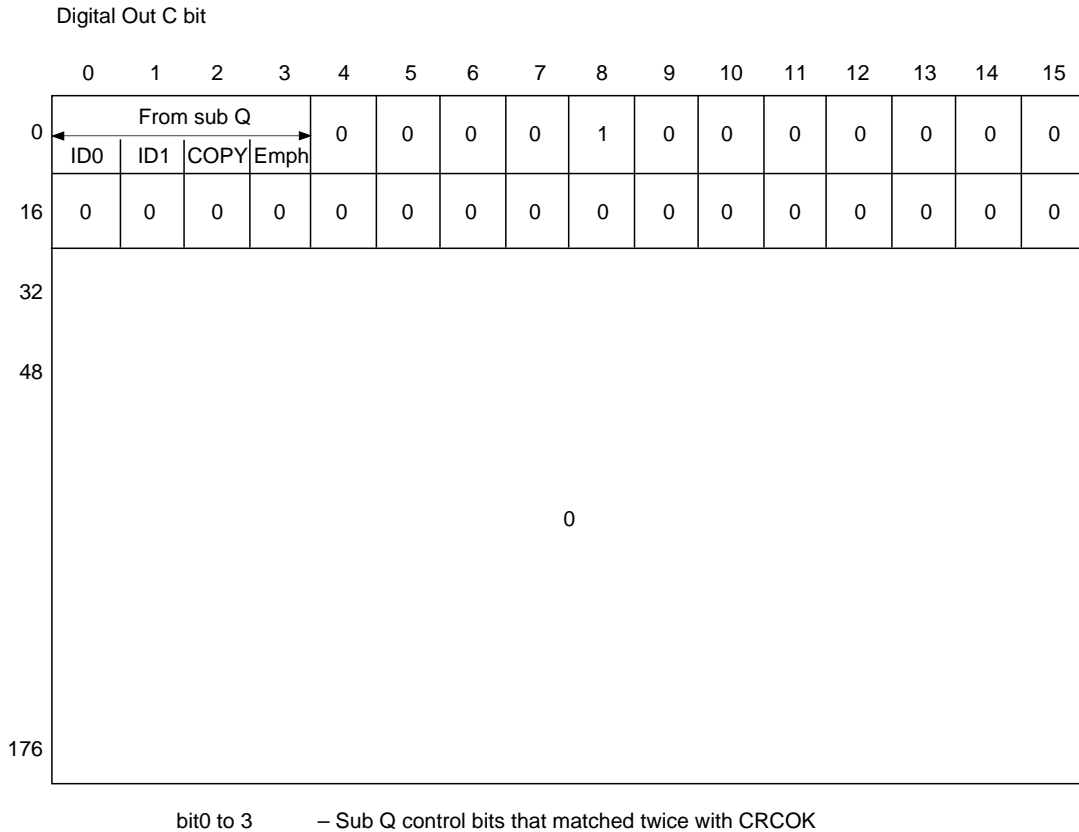 Digital Out C bit
0 1 2 3 4 5 6 7 8 9 10 11 12 13 14 15
From sub Q
0 0 0 0 0 1 0 0 0 0 0 0 0
ID0 ID1 COPY Emph
16 0 0 0 0 0 0 0 0 0 0 0 0 0 0 0 0
32
48
0
176
bit0 to 3 – Sub Q control bits that matched twice with CRCOK